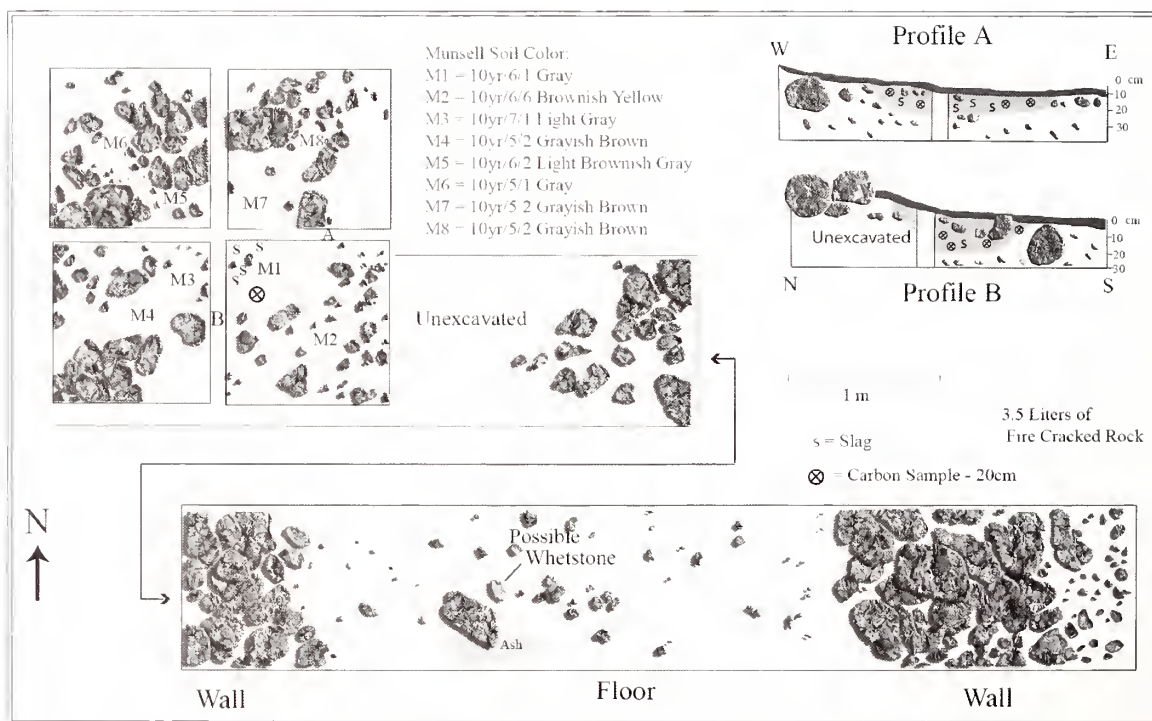 Munsell Soil Color:
M1 = 10yr 6/1 Gray
M2 = 10yr/6/6 Brownish Yellow
M3 = 10yr/7/1 Light Gray
M4 = 10yr/5/2 Grayish Brown
M5 = 10yr/6/2 Light Brownish Gray
M6 = 10yr/5/1 Gray
M7 = 10yr/5 2 Grayish Brown
M8 = 10yr/5/2 Grayish Brown
M6
M5
M8
M7
A
M3
M4
B
S
S
S
S
M1
M2
Unexcavated
Profile A
W
E
0 cm
10
20
30
S
S
S
S
Unexcavated
S
0 cm
10
20
30
N
S
Profile B
1 m
3.5 Liters of
Fire Cracked Rock
s = Slag
= Carbon Sample - 20cm
N
Possible
Whetstone
Ash
Wall
Floor
Wall